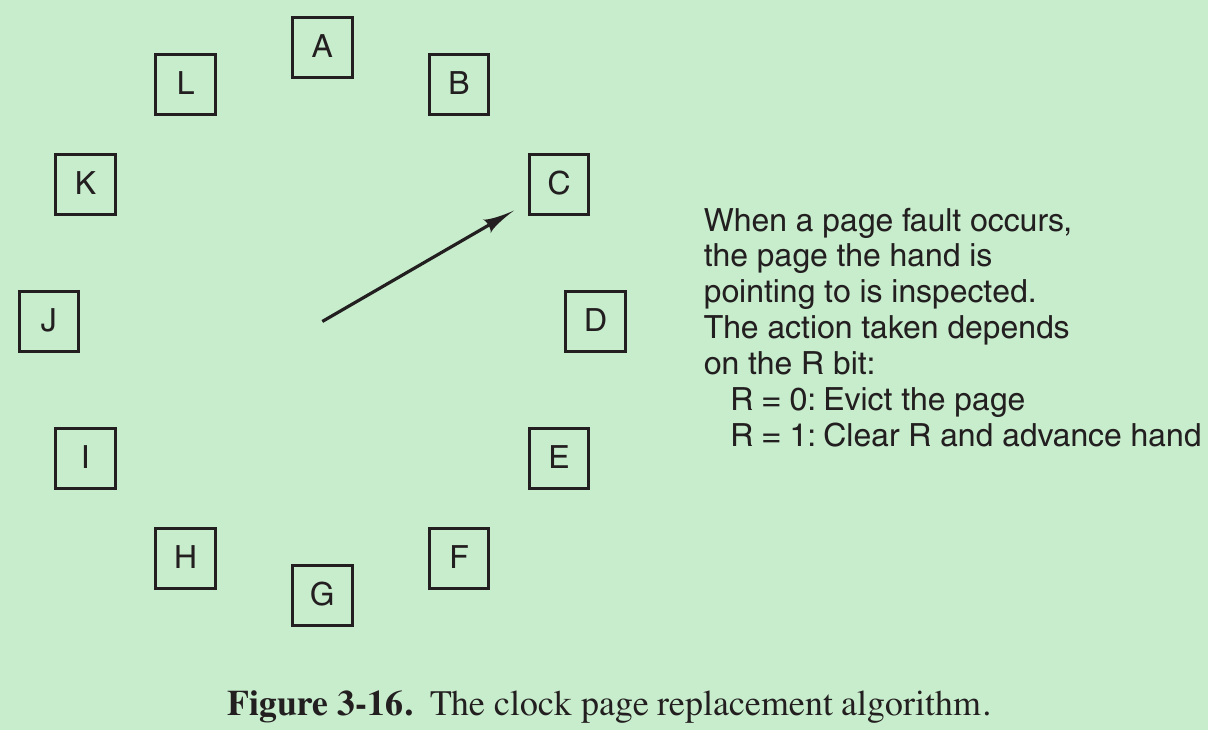 A
L
B
K
C
J
D
I
E
H
F
G
When a page fault occurs,
the page the hand is
pointing to is inspected.
The action taken depends
on the R bit:
R = 0: Evict the page
R = 1: Clear R and advance hand
Figure 3-16. The clock page replacement algorithm.